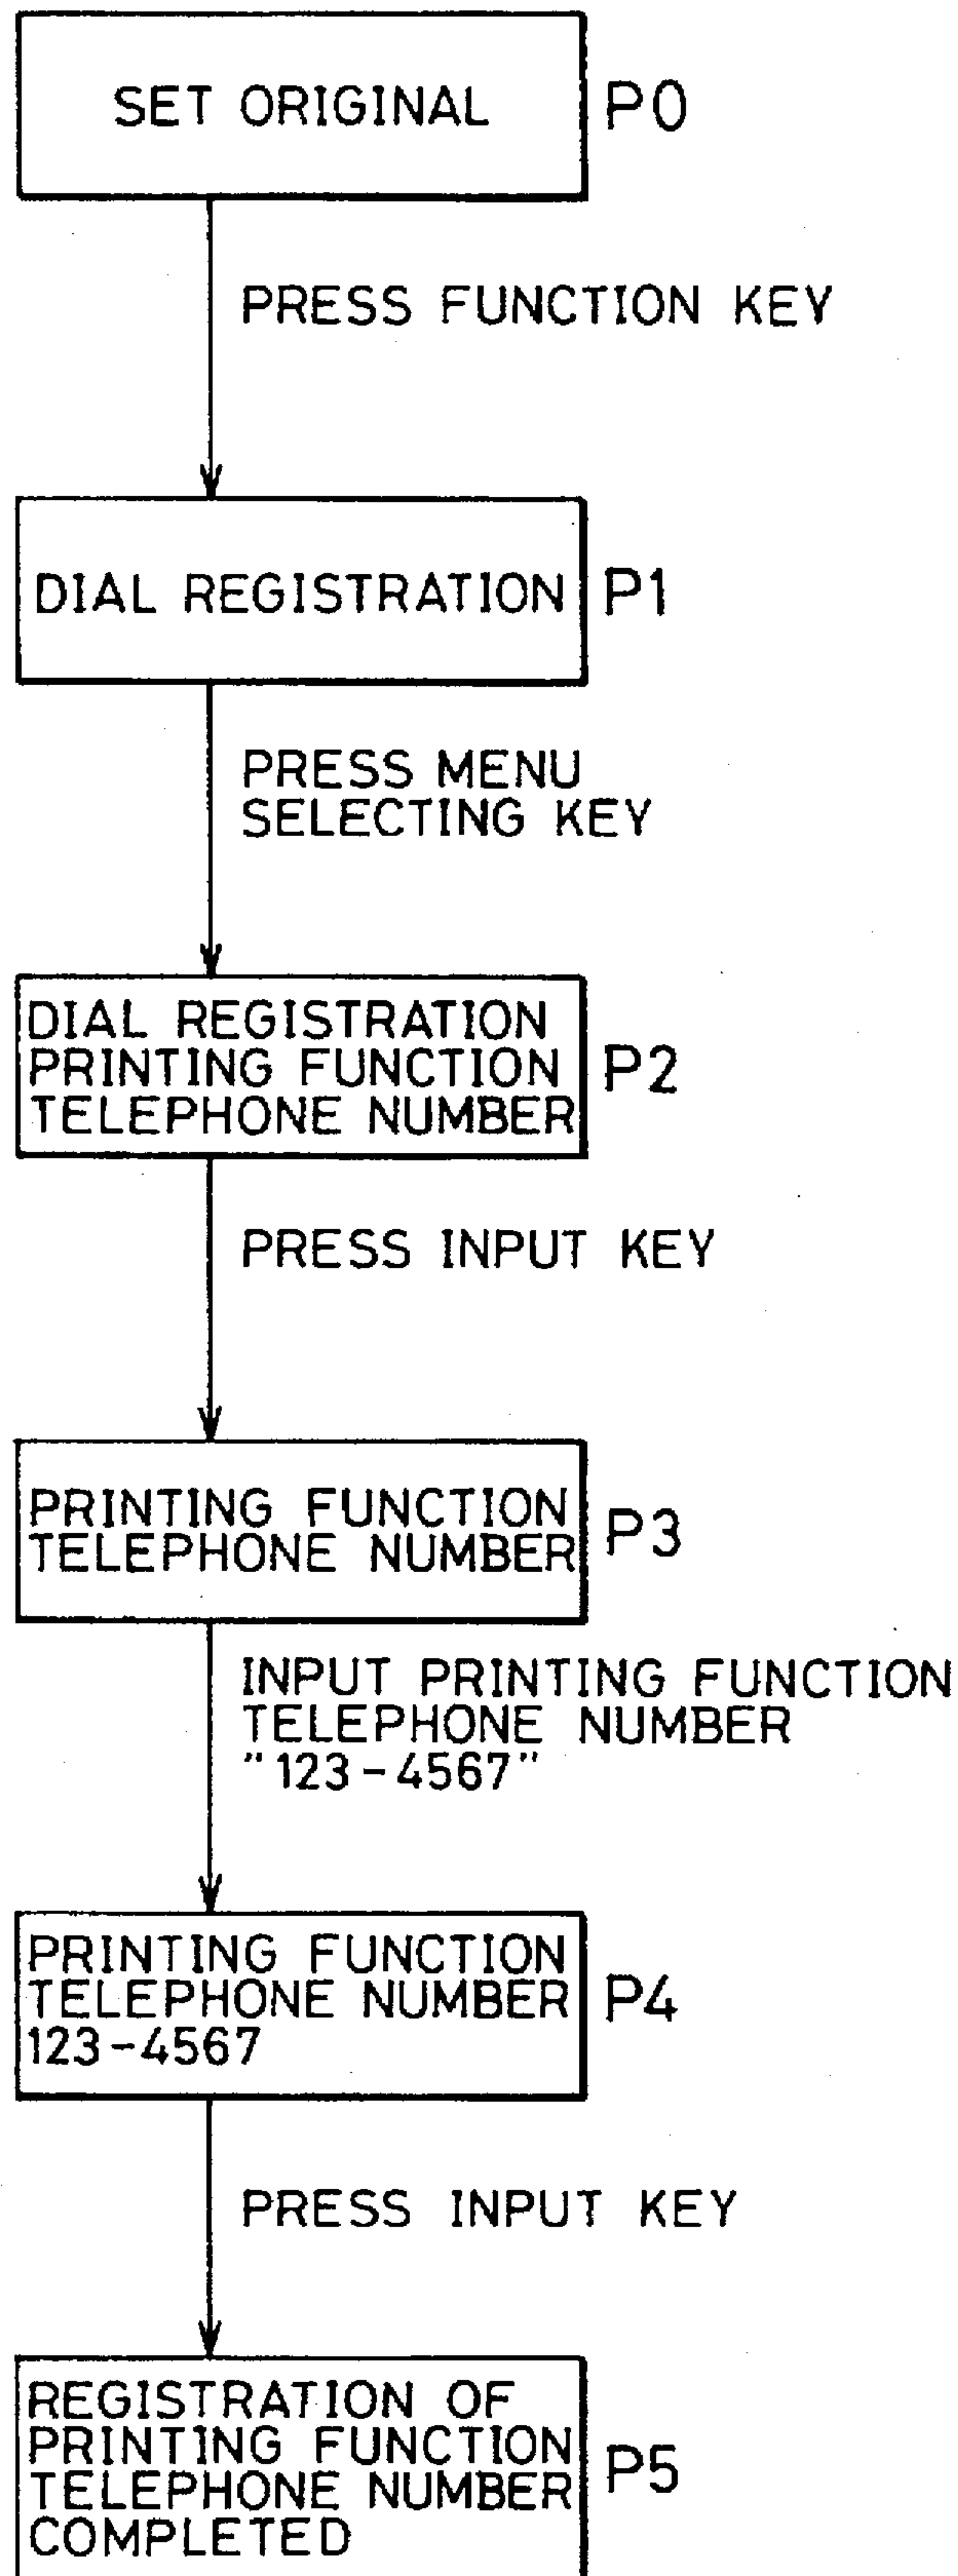 SET ORIGINAL
P0
PRESS FUNCTION KEY
DIAL REGISTRATION
P1
PRESS MENU
SELECTING KEY
DIAL REGISTRATION
PRINTING FUNCTION
TELEPHONE NUMBER
P2
PRESS INPUT KEY
PRINTING FUNCTION
TELEPHONE NUMBER
P3
INPUT PRINTING FUNCTION
TELEPHONE NUMBER
"123-4567"
PRINTING FUNCTION
TELEPHONE NUMBER
123-4567
P4
PRESS INPUT KEY
REGISTRATION OF
PRINTING FUNCTION
TELEPHONE NUMBER
COMPLETED
P5